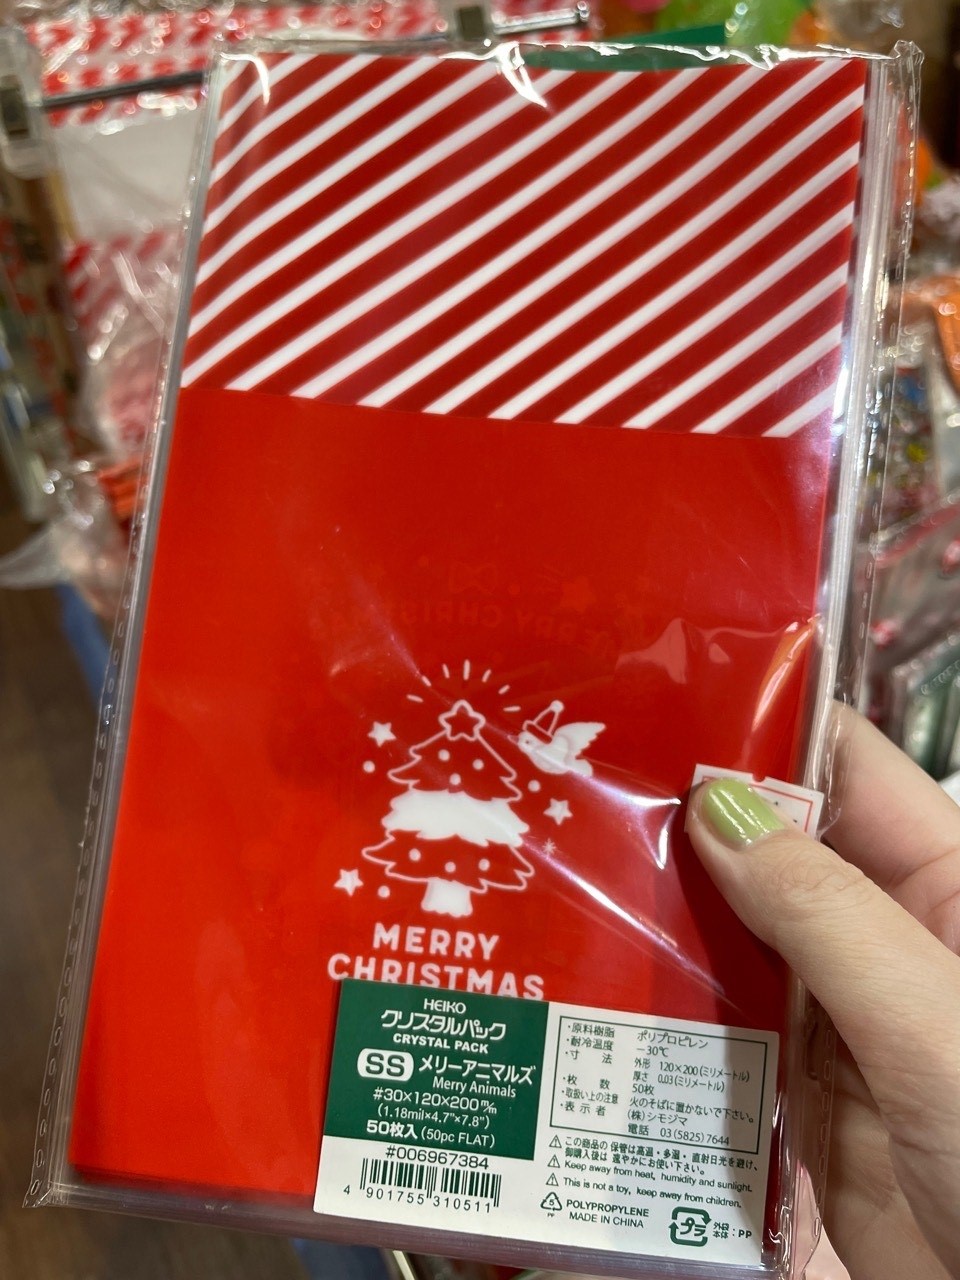 MERRY
CHRISTMAS
HEIKO
クリスタルパック
CRYSTAL PACK
SS メリーアニマルズ
Merry Animals
#30×120×200m/m
(1.18mil×4.7"×7.8")
50枚入(50pc FLAT)
#006967384
4 901755 310511
・原料樹脂 ポリプロピレン
・耐冷温度 -30℃
・寸 法 外形 120×200(ミリメートル)
厚さ 0.03(ミリメートル)
・枚 数 50枚
・取扱い上の注意 火のそばに置かないで下さい。
・表示者 (株)シモジマ
電話 03(5825)7644
⚠この商品の保管は高温・多湿・直射日光を避け、
御購入後は速やかにお使い下さい。
⚠Keep away from heat, humidity and sunlight.
⚠This is not a toy, keep away from children.
5 PP POLYPROPYLENE
MADE IN CHINA
プラ 外袋
本体:PP